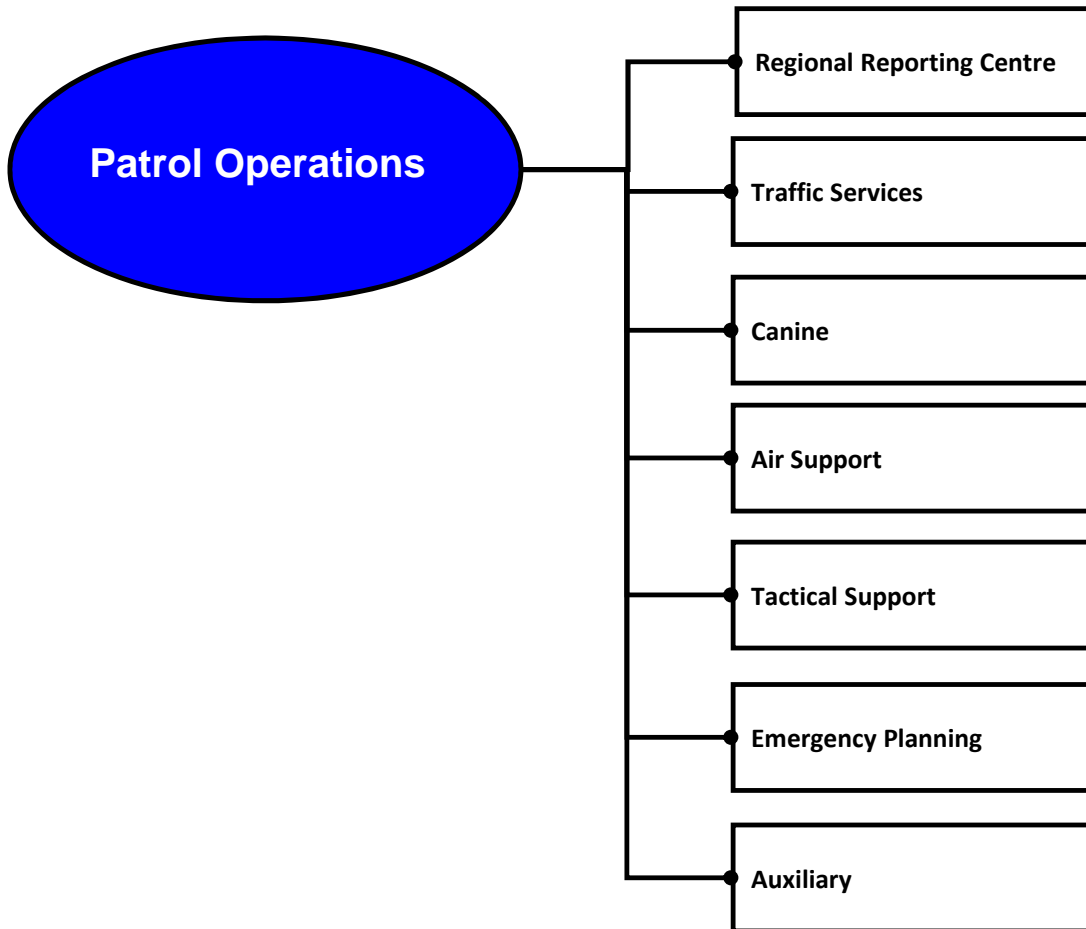 Patrol Operations
Regional Reporting Centre
Traffic Services
Canine
Air Support
Tactical Support
Emergency Planning
Auxiliary